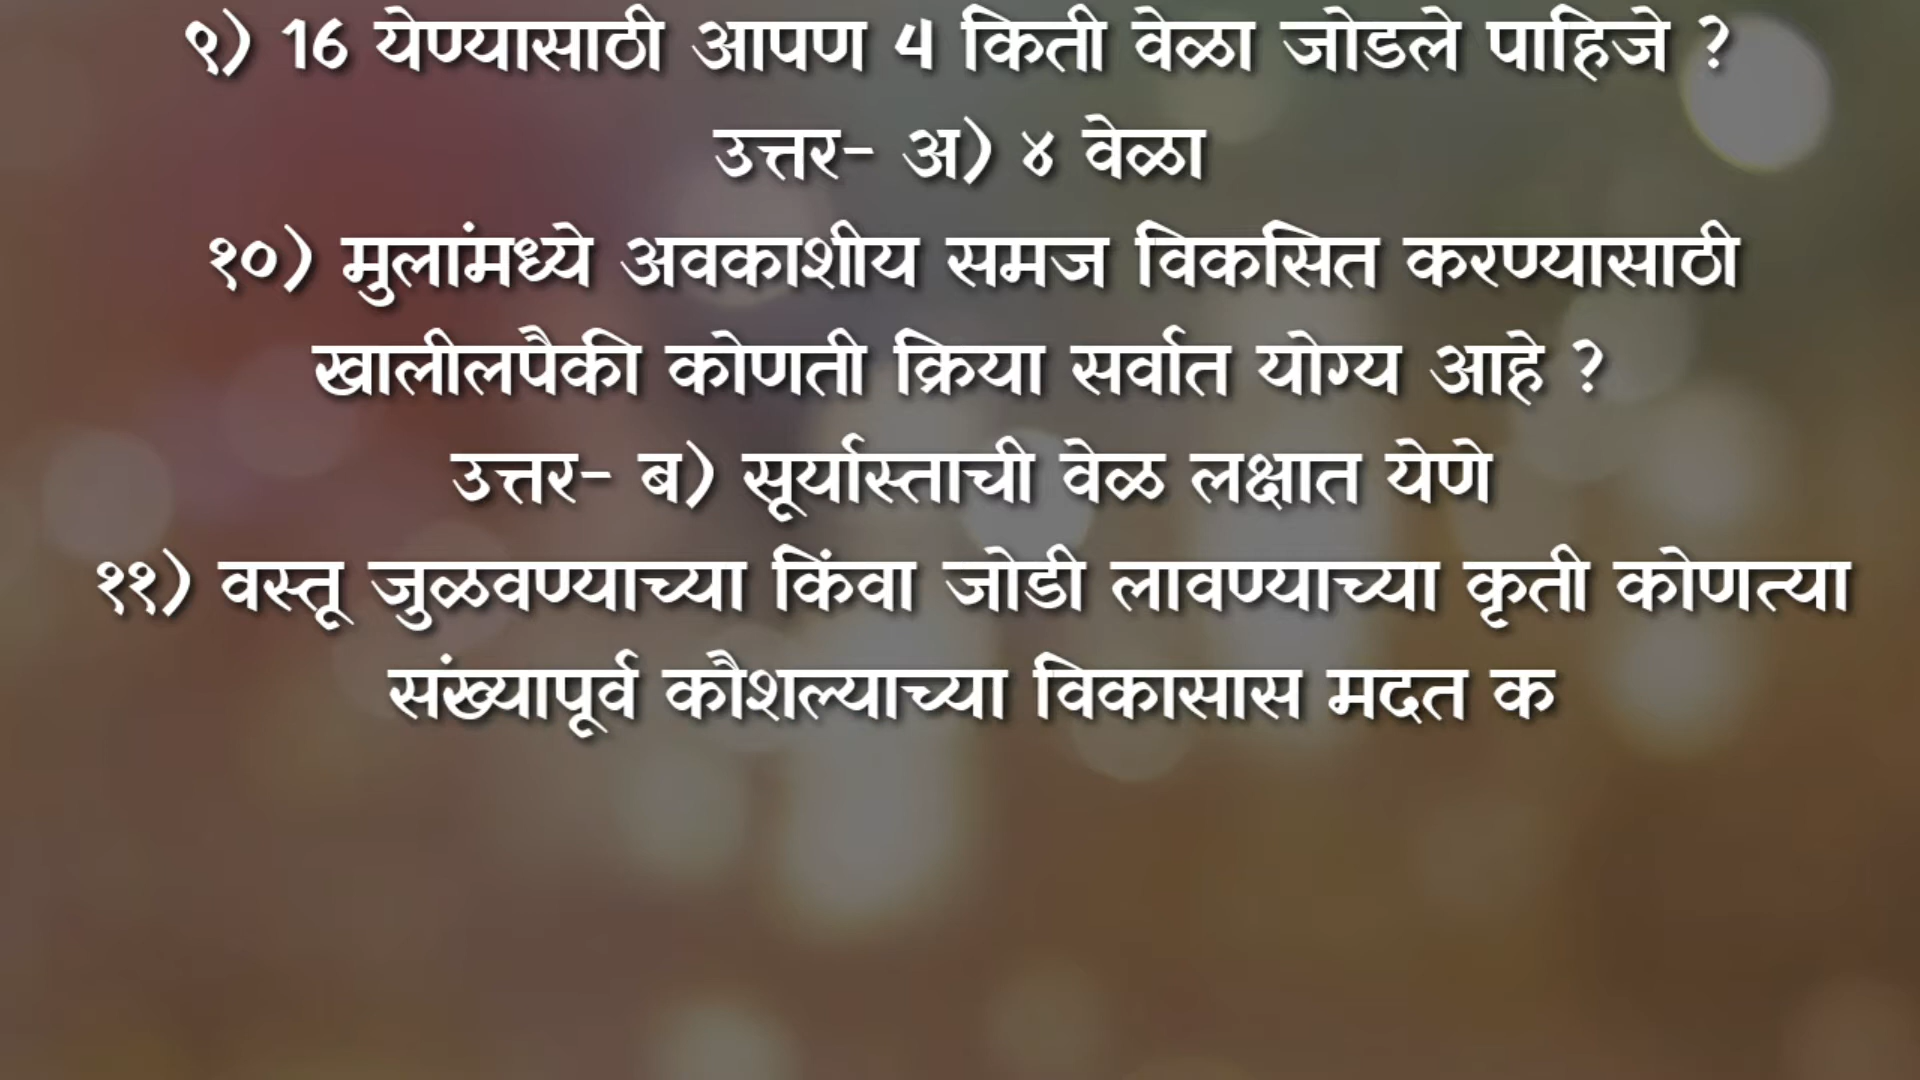 ९) 16 येण्यासाठी आपण 4 किती वेळा जोडले पाहिजे ?
उत्तर- अ) ४ वेळा
१०) मुलांमध्ये अवकाशीय समज विकसित करण्यासाठी
खालीलपैकी कोणती क्रिया सर्वात योग्य आहे ?
उत्तर- ब) सूर्यास्ताची वेळ लक्षात येणे
११) वस्तू जुळवण्याच्या किंवा जोडी लावण्याच्या कृती कोणत्या
संख्यापूर्व कौशल्याच्या विकासास मदत क